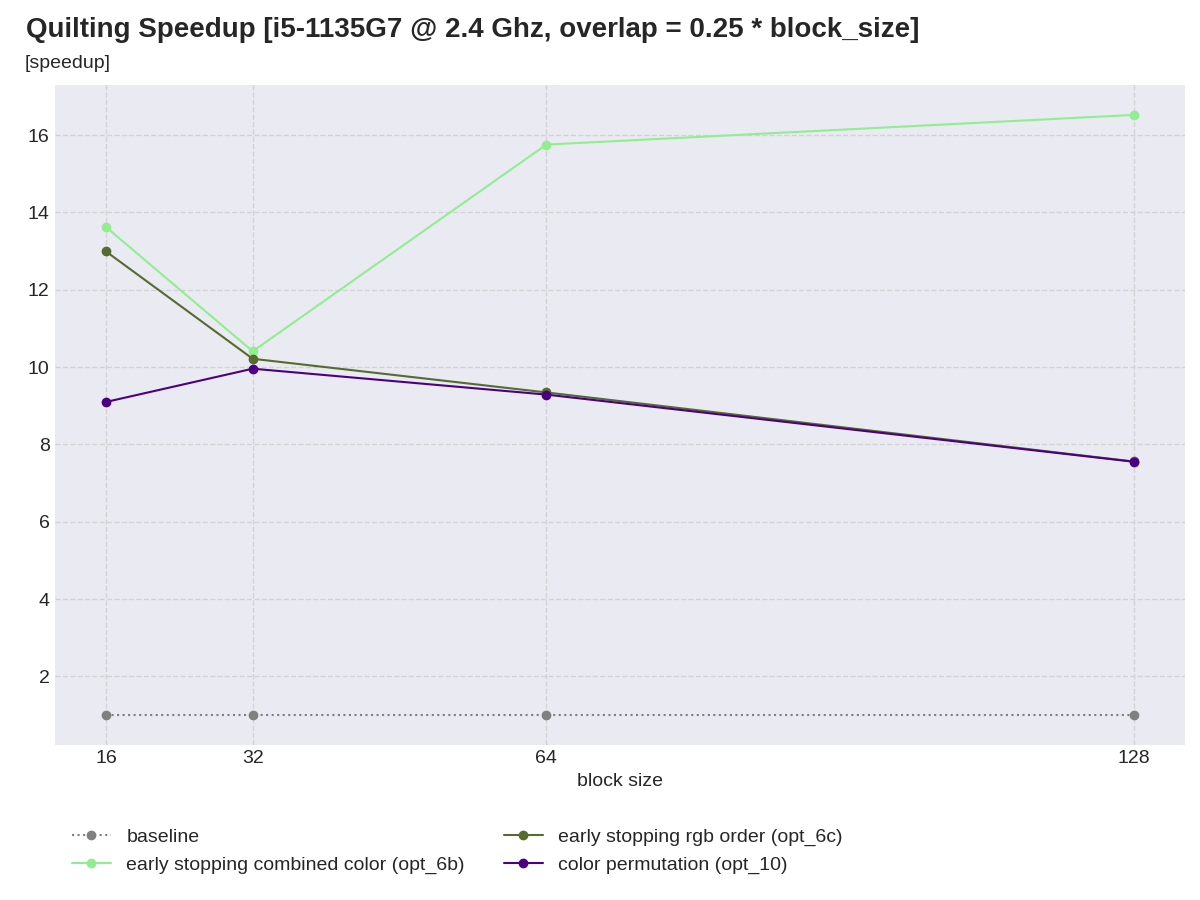 Quilting Speedup [i5-1135G7 @ 2.4 Ghz, overlap = 0.25 * block_size]
[speedup]
16
14
12
10
8
6
4
2
16 32 64 128
block size
baseline
early stopping combined color (opt_6b)
early stopping rgb order (opt_6c)
color permutation (opt_10)